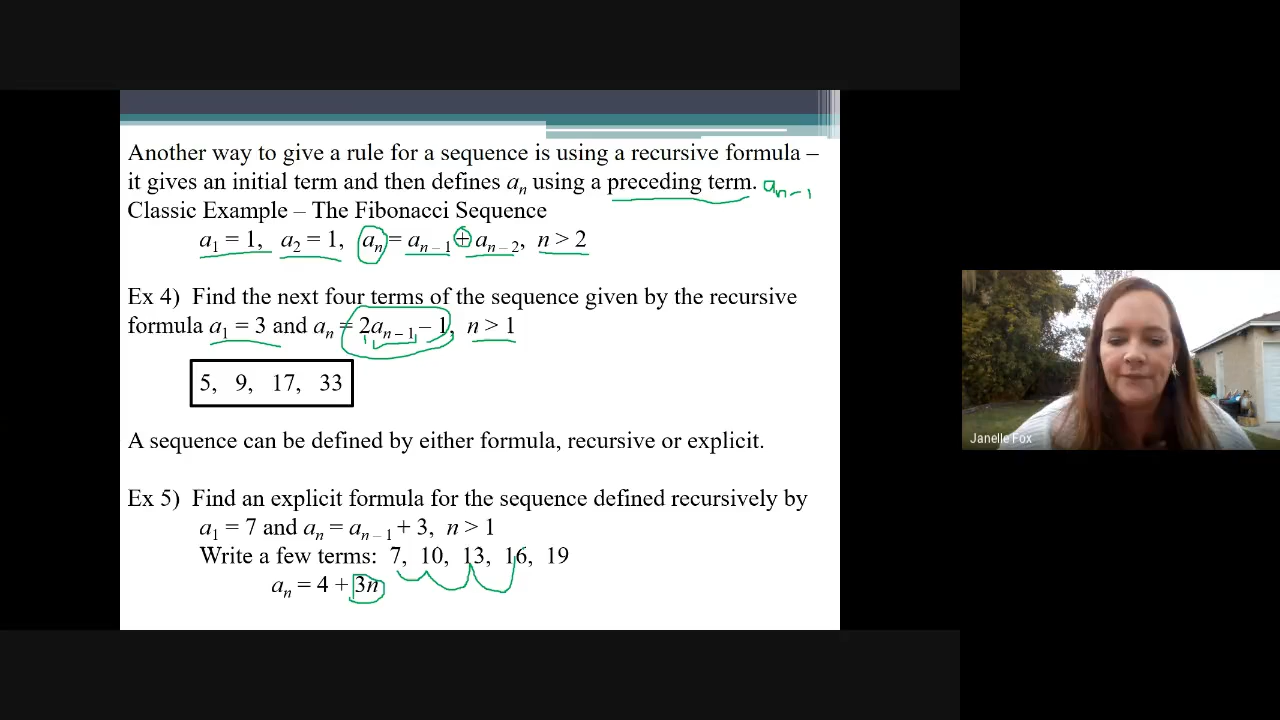 Another way to give a rule for a sequence is using a recursive formula –
it gives an initial term and then defines aₙ using a preceding term. aₙ₋₁
Classic Example – The Fibonacci Sequence
a₁ = 1, a₂ = 1, aₙ = aₙ₋₁ + aₙ₋₂, n > 2
Ex 4) Find the next four terms of the sequence given by the recursive
formula a₁ = 3 and aₙ = 2aₙ₋₁ – 1, n > 1
5, 9, 17, 33
A sequence can be defined by either formula, recursive or explicit.
Ex 5) Find an explicit formula for the sequence defined recursively by
a₁ = 7 and aₙ = aₙ₋₁ + 3, n > 1
Write a few terms: 7, 10, 13, 16, 19
aₙ = 4 + 3n
Janelle Fox